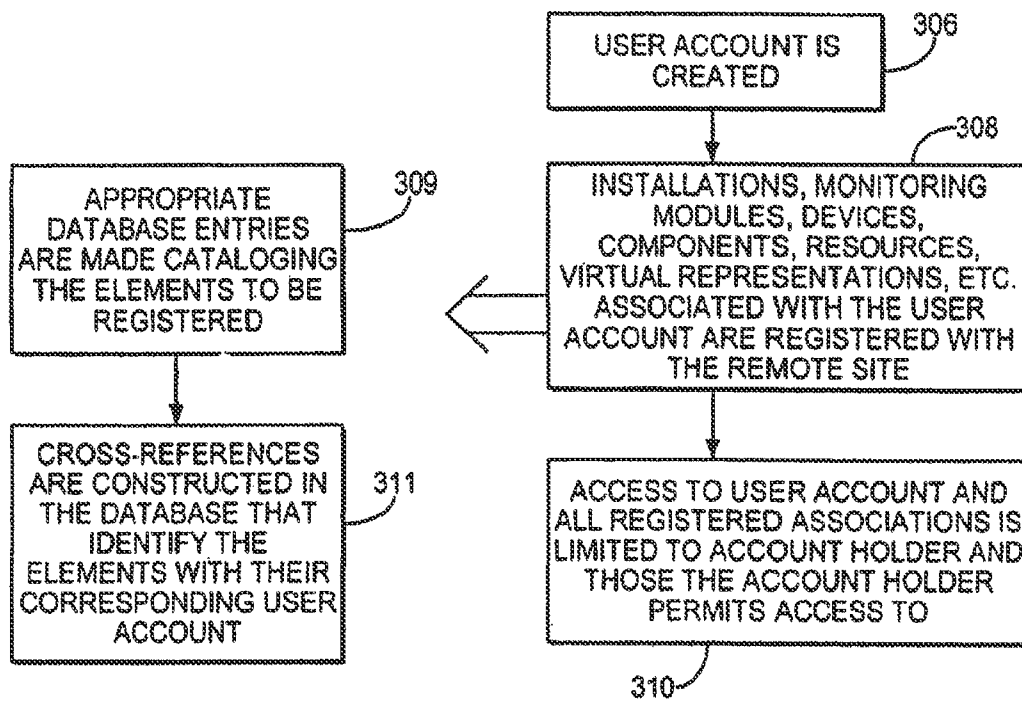 306
USER ACCOUNT IS
CREATED
308
INSTALLATIONS, MONITORING
MODULES, DEVICES,
COMPONENTS, RESOURCES,
VIRTUAL REPRESENTATIONS, ETC.
ASSOCIATED WITH THE USER
ACCOUNT ARE REGISTERED WITH
THE REMOTE SITE
309
APPROPRIATE
DATABASE ENTRIES
ARE MADE CATALOGING
THE ELEMENTS TO BE
REGISTERED
311
CROSS-REFERENCES
ARE CONSTRUCTED IN
THE DATABASE THAT
IDENTIFY THE
ELEMENTS WITH THEIR
CORRESPONDING USER
ACCOUNT
ACCESS TO USER ACCOUNT AND
ALL REGISTERED ASSOCIATIONS IS
LIMITED TO ACCOUNT HOLDER AND
THOSE THE ACCOUNT HOLDER
PERMITS ACCESS TO
310